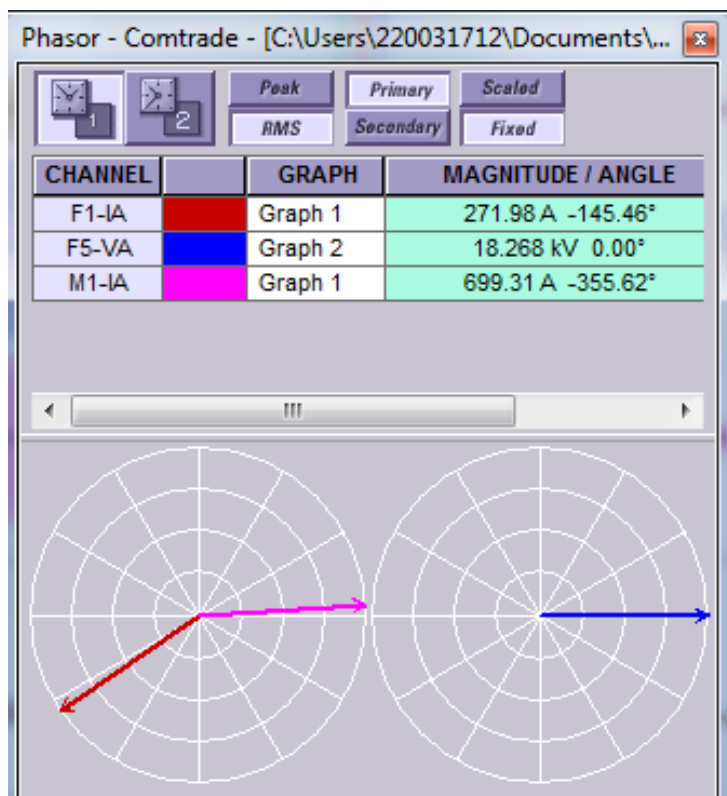 Phasor - Comtrade - [C:\Users\220031712\Documents\...
1 2 Peak Primary Scaled
RMS Secondary Fixed
CHANNEL GRAPH MAGNITUDE / ANGLE
F1-IA Graph 1 271.98 A -145.46°
F5-VA Graph 2 18.268 kV 0.00°
M1-IA Graph 1 699.31 A -355.62°